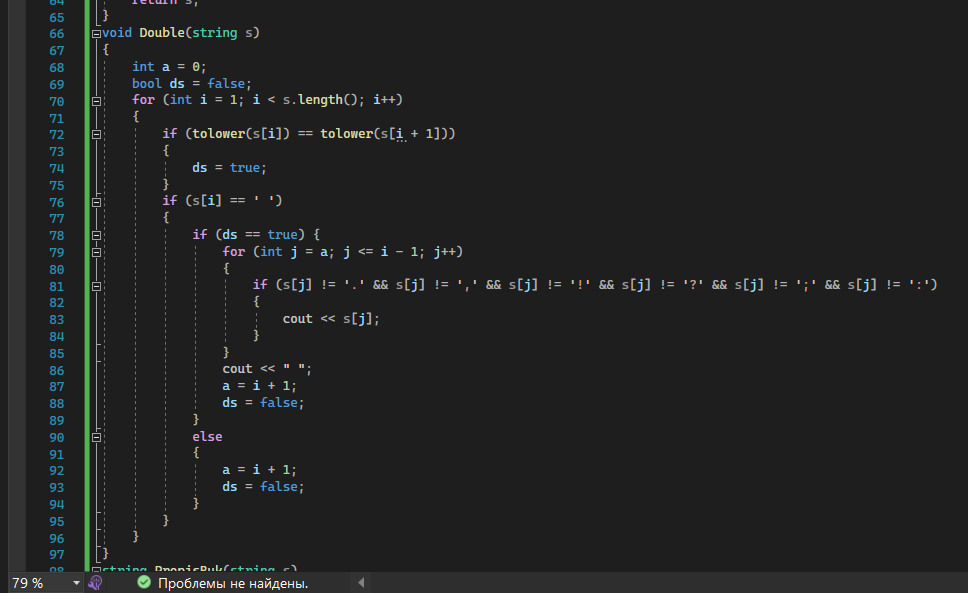 64 return s;
65 }
66 void Double(string s)
67 {
68 int a = 0;
69 bool ds = false;
70 for (int i = 1; i < s.length(); i++)
71 {
72 if (tolower(s[i]) == tolower(s[i + 1]))
73 {
74 ds = true;
75 }
76 if (s[i] == ' ')
77 {
78 if (ds == true) {
79 for (int j = a; j <= i - 1; j++)
80 {
81 if (s[j] != '.' && s[j] != ',' && s[j] != '!' && s[j] != '?' && s[j] != ';' && s[j] != ':')
82 {
83 cout << s[j];
84 }
85 }
86 cout << " ";
87 a = i + 1;
88 ds = false;
89 }
90 else
91 {
92 a = i + 1;
93 ds = false;
94 }
95 }
96 }
97 }
98 string PropisBuk(string s)
79 % Проблемы не найдены.